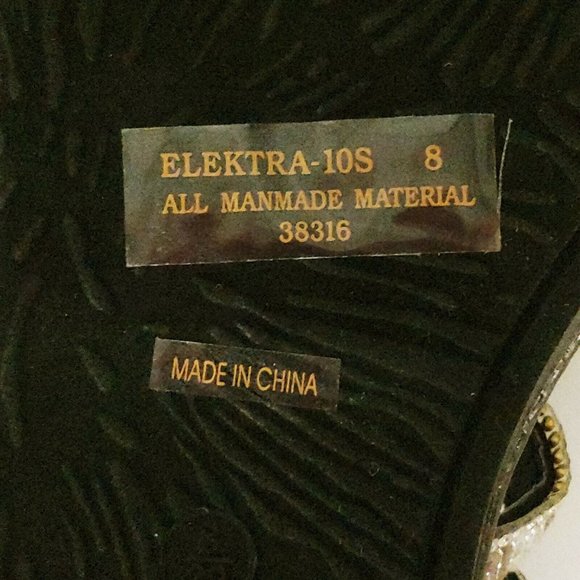 ELEKTRA-10S 8
ALL MANMADE MATERIAL
38316
MADE IN CHINA